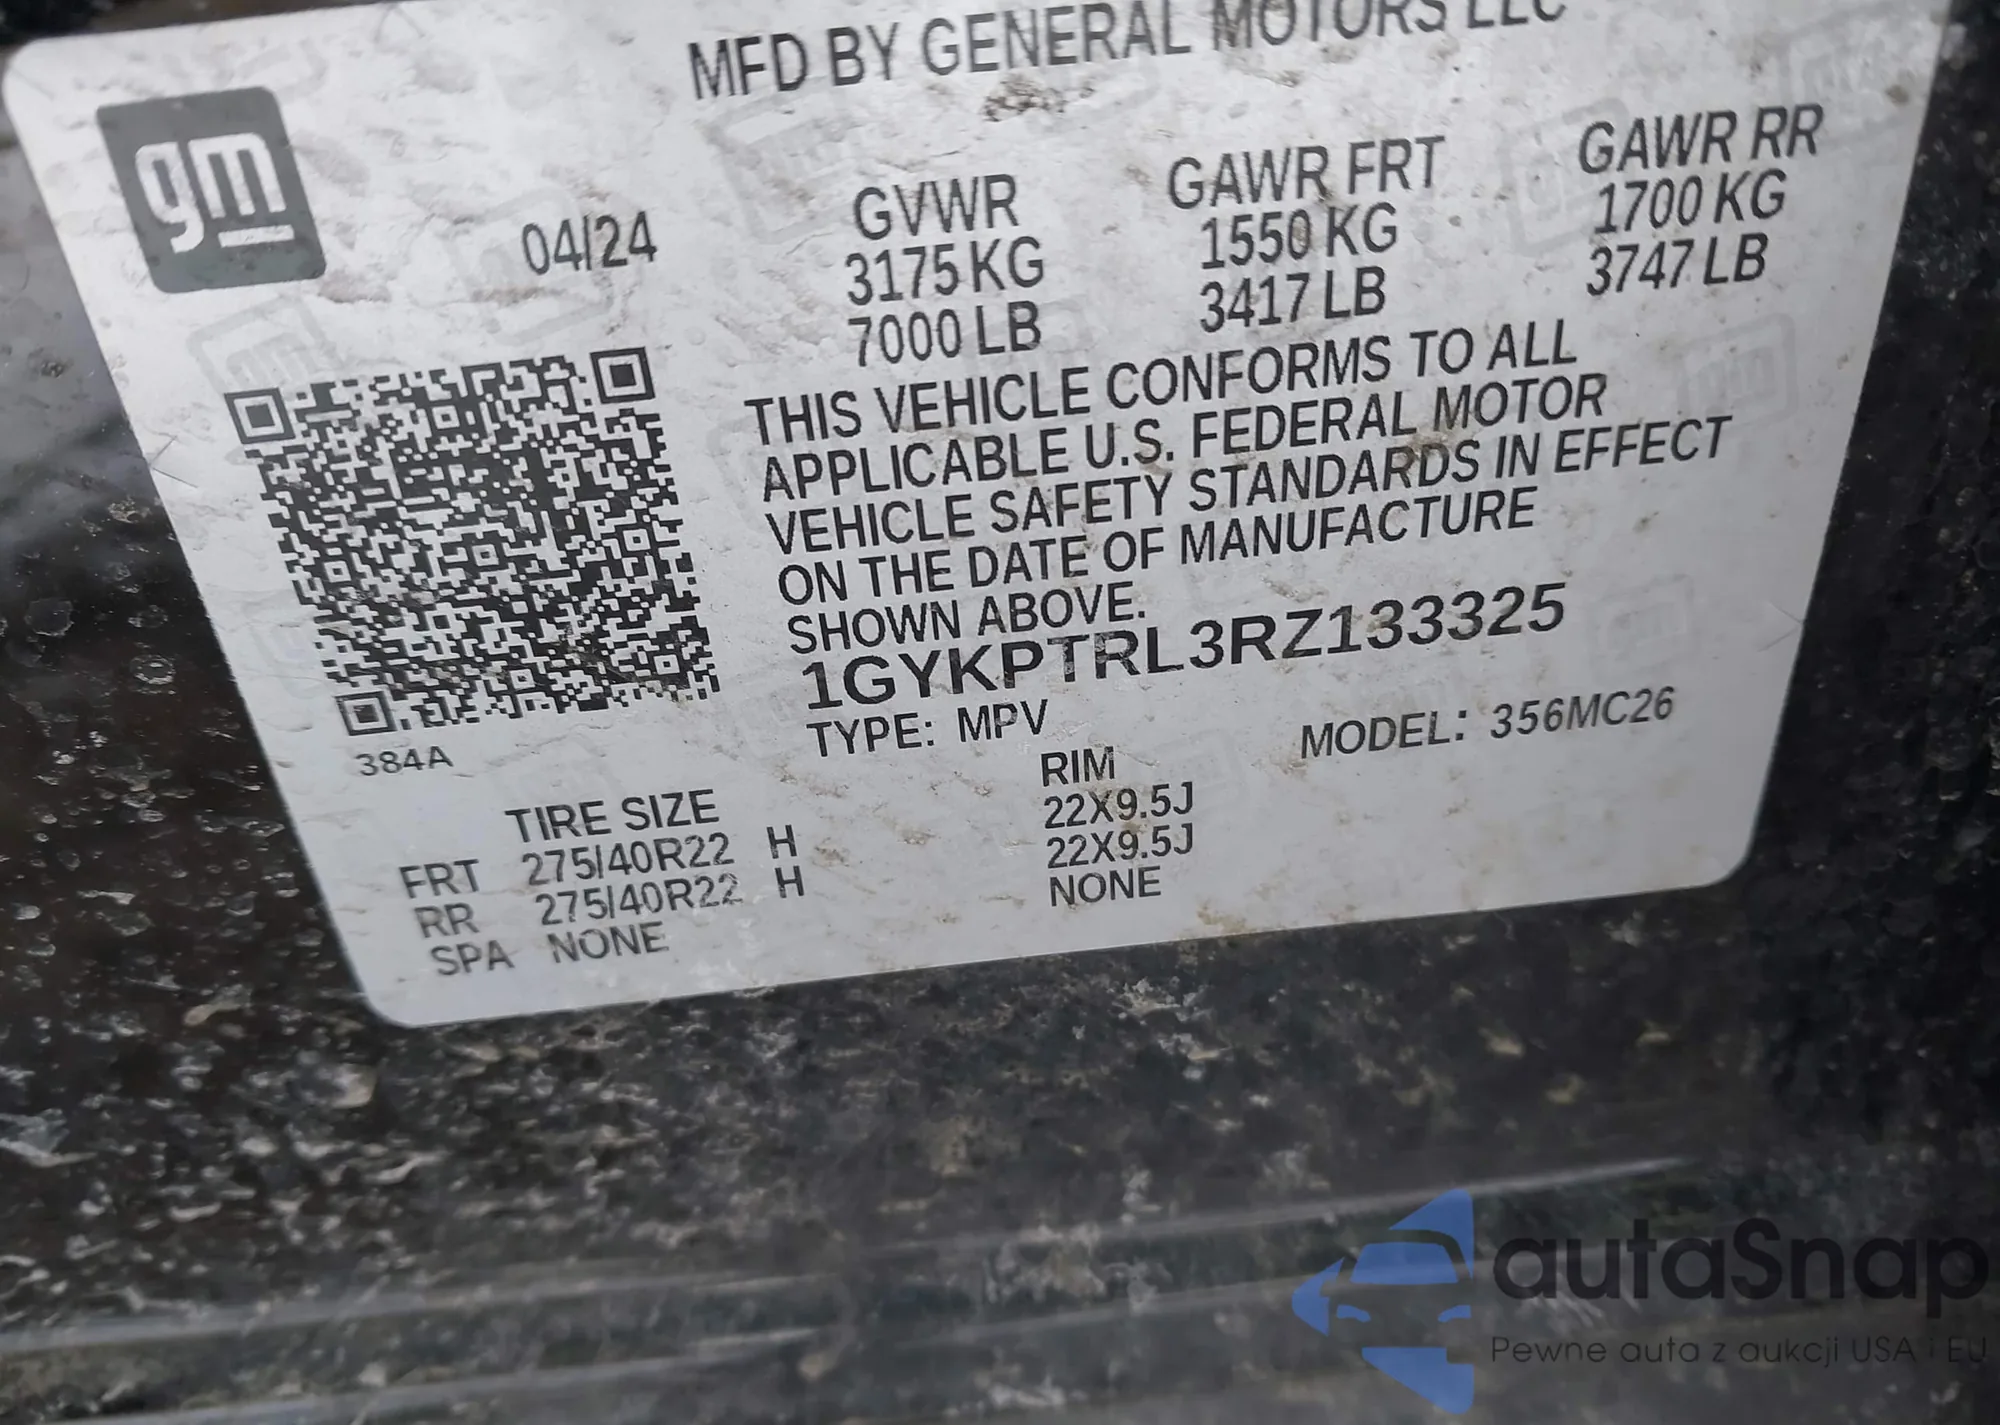 MFD BY GENERAL MOTORS LLC
gm
04/24
GVWR
3175 KG
7000 LB
GAWR FRT
1550 KG
3417 LB
GAWR RR
1700 KG
3747 LB
THIS VEHICLE CONFORMS TO ALL
APPLICABLE U.S. FEDERAL MOTOR
VEHICLE SAFETY STANDARDS IN EFFECT
ON THE DATE OF MANUFACTURE
SHOWN ABOVE.
1GYKPTRL3RZ133325
TYPE: MPV
MODEL: 356MC26
384A
TIRE SIZE
RIM
FRT 275/40R22 H 22X9.5J
RR 275/40R22 H 22X9.5J
SPA NONE NONE
autaSnap
Pewne auta z aukcji USA i EU